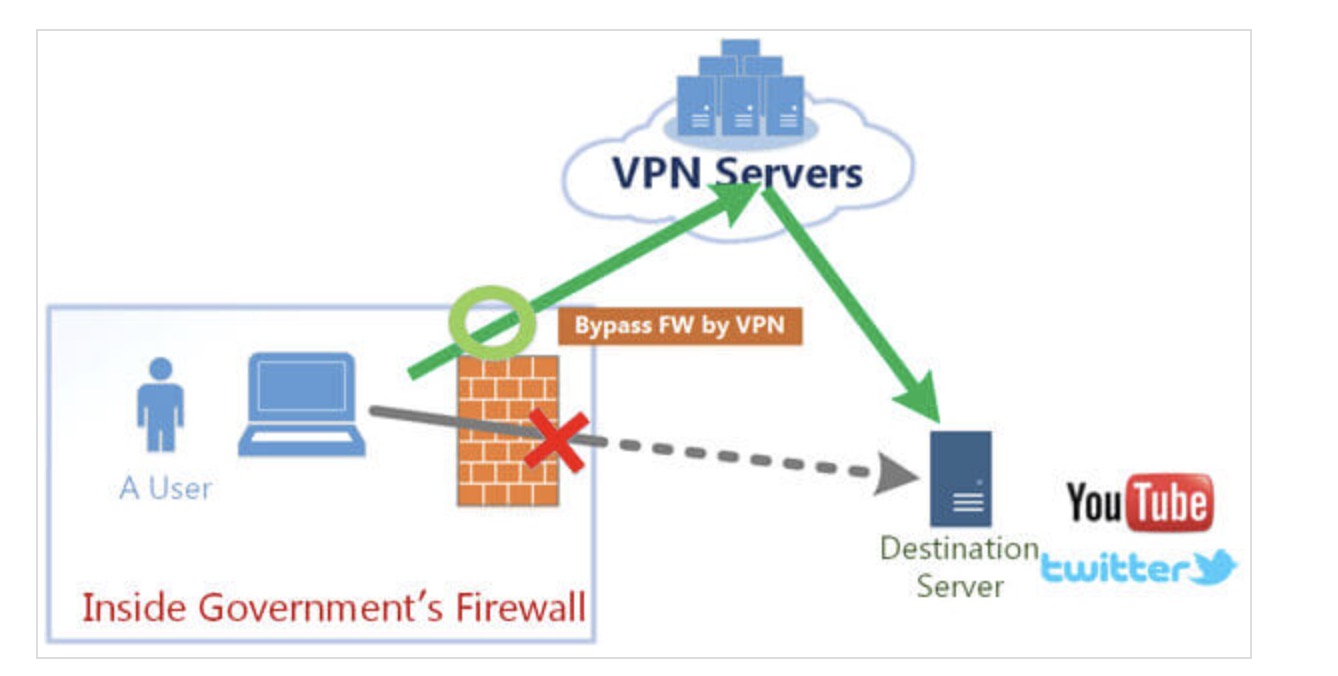 VPN Servers
Bypass FW by VPN
A User
YouTube
Destination
Server
twitter
Inside Government's Firewall